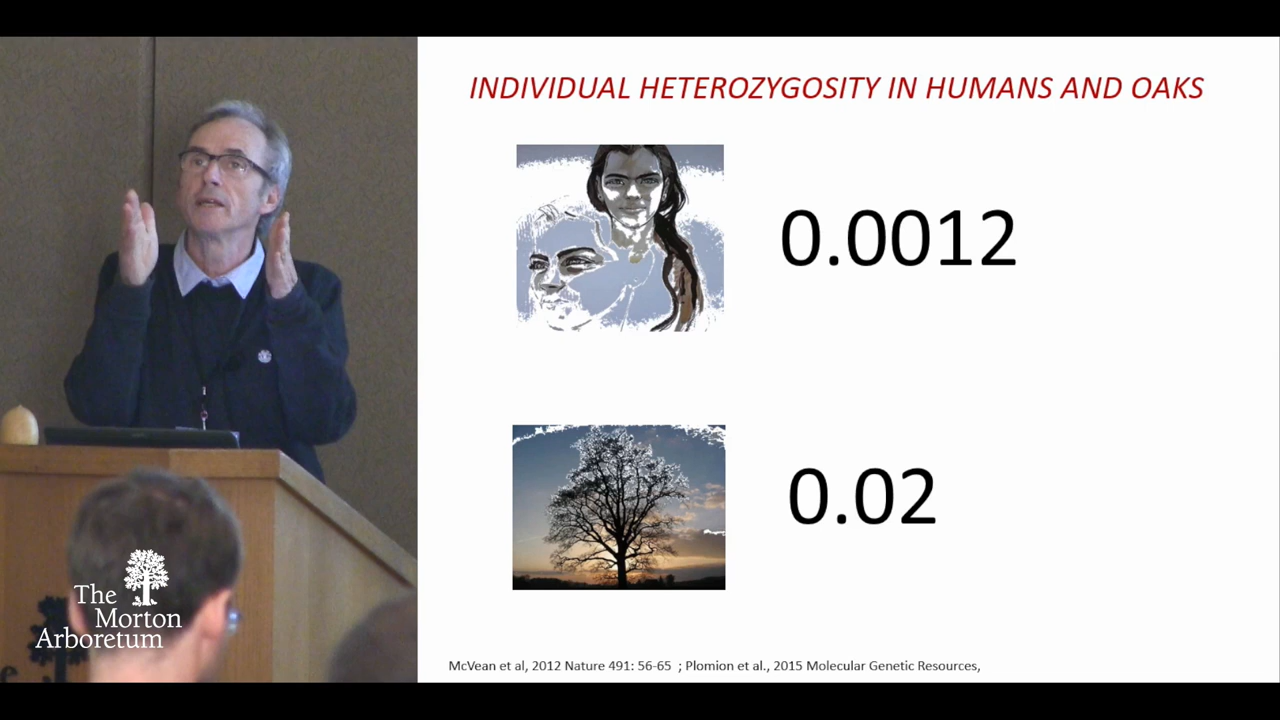 INDIVIDUAL HETEROZYGOSITY IN HUMANS AND OAKS
0.0012
0.02
McVean et al, 2012 Nature 491: 56-65 ; Plomion et al., 2015 Molecular Genetic Resources,
The
Morton
Arboretum